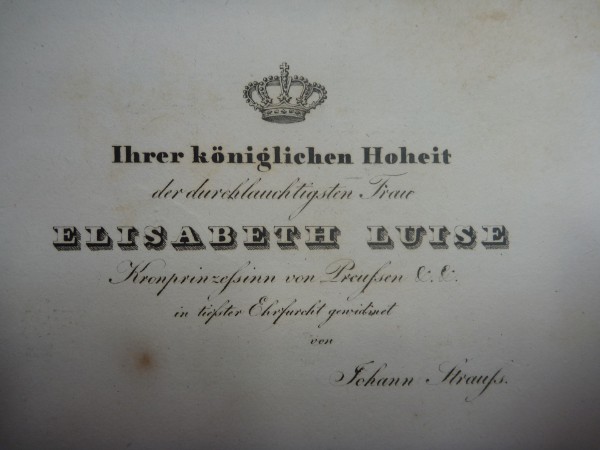 Ihrer königlichen Hoheit
der durchlauchtigsten Frau
ELISABETH LUISE
Kronprinzeſsinn von Preuſsen &. &.
in tiefster Ehrfurcht gewidmet
von
Johann Strauſs.